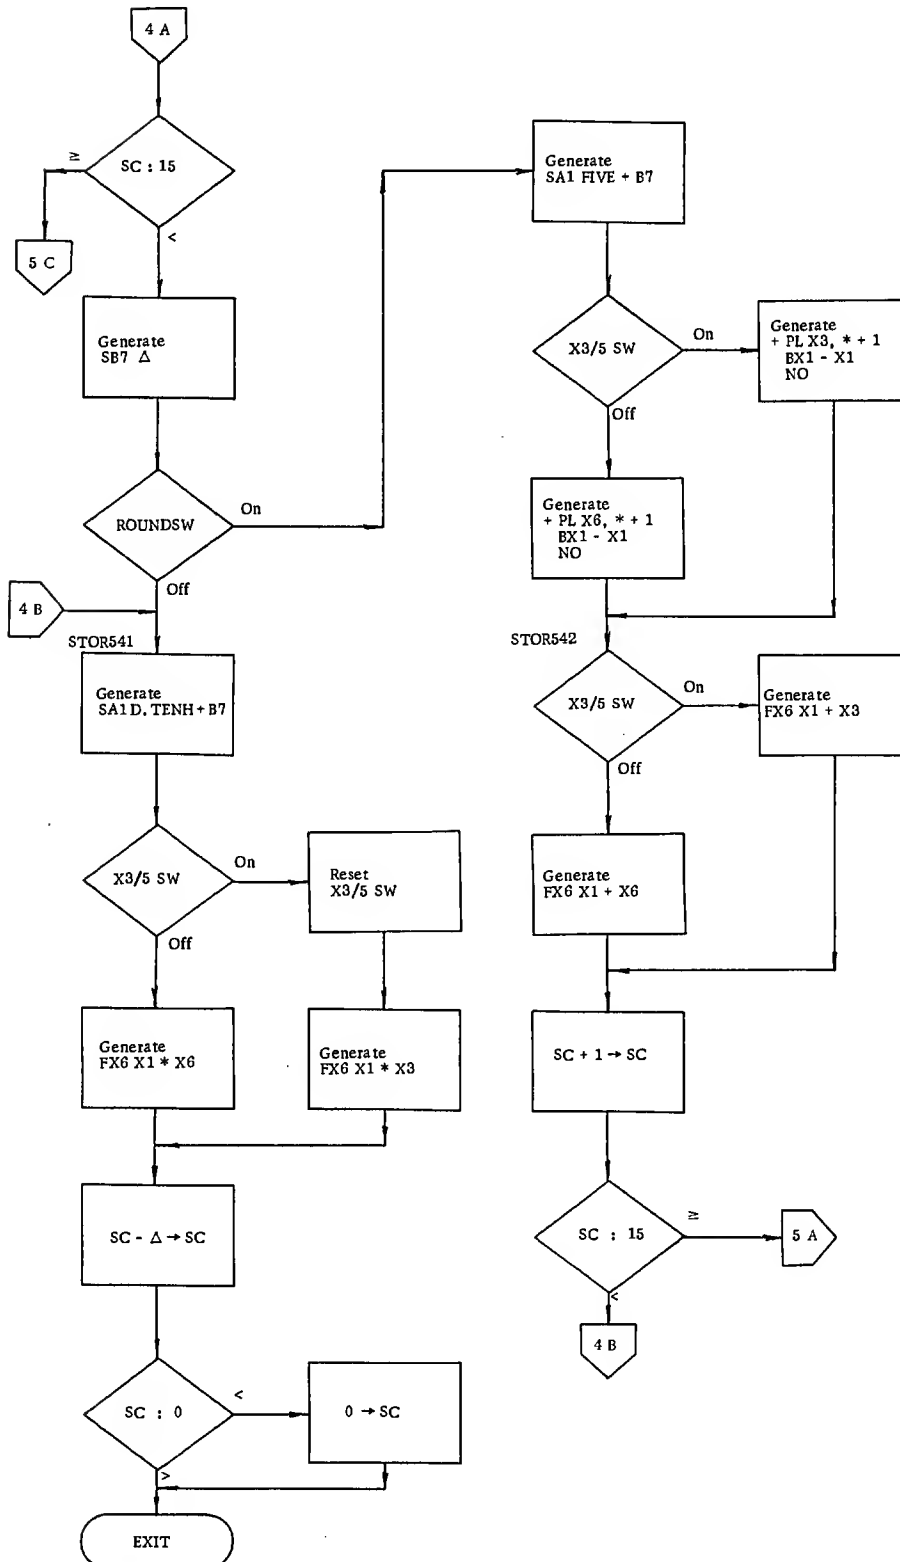 4 A
SC : 15
≥
<
5 C
Generate
SB7 Δ
ROUNDSW
On
Off
4 B
STOR541
Generate
SA1 D. TENH + B7
X3/5 SW
On
Off
Reset
X3/5 SW
Generate
FX6 X1 * X6
Generate
FX6 X1 * X3
SC - Δ → SC
SC : 0
<
>
0 → SC
EXIT
Generate
SA1 FIVE + B7
X3/5 SW
On
Off
Generate
+ PL X3, * + 1
BX1 - X1
NO
Generate
+ PL X6, * + 1
BX1 - X1
NO
STOR542
X3/5 SW
On
Off
Generate
FX6 X1 + X3
Generate
FX6 X1 + X6
SC + 1 → SC
SC : 15
≥
<
5 A
4 B